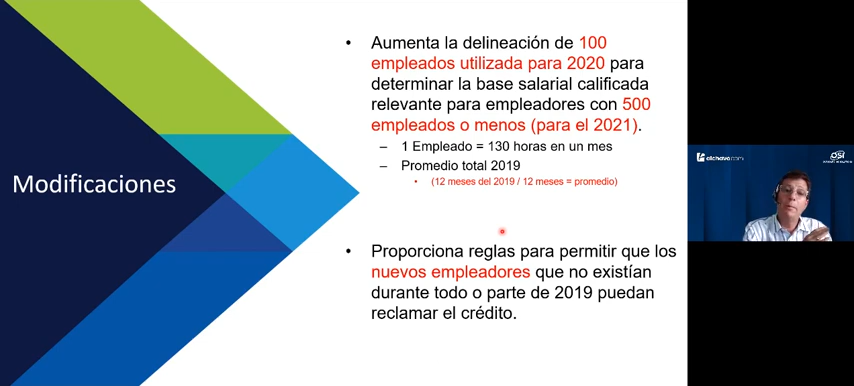 Modificaciones
• Aumenta la delineación de 100
empleados utilizada para 2020 para
determinar la base salarial calificada
relevante para empleadores con 500
empleados o menos (para el 2021).
– 1 Empleado = 130 horas en un mes
– Promedio total 2019
• (12 meses del 2019 / 12 meses = promedio)
• Proporciona reglas para permitir que los
nuevos empleadores que no existían
durante todo o parte de 2019 puedan
reclamar el crédito.
elchavo.com
OSI